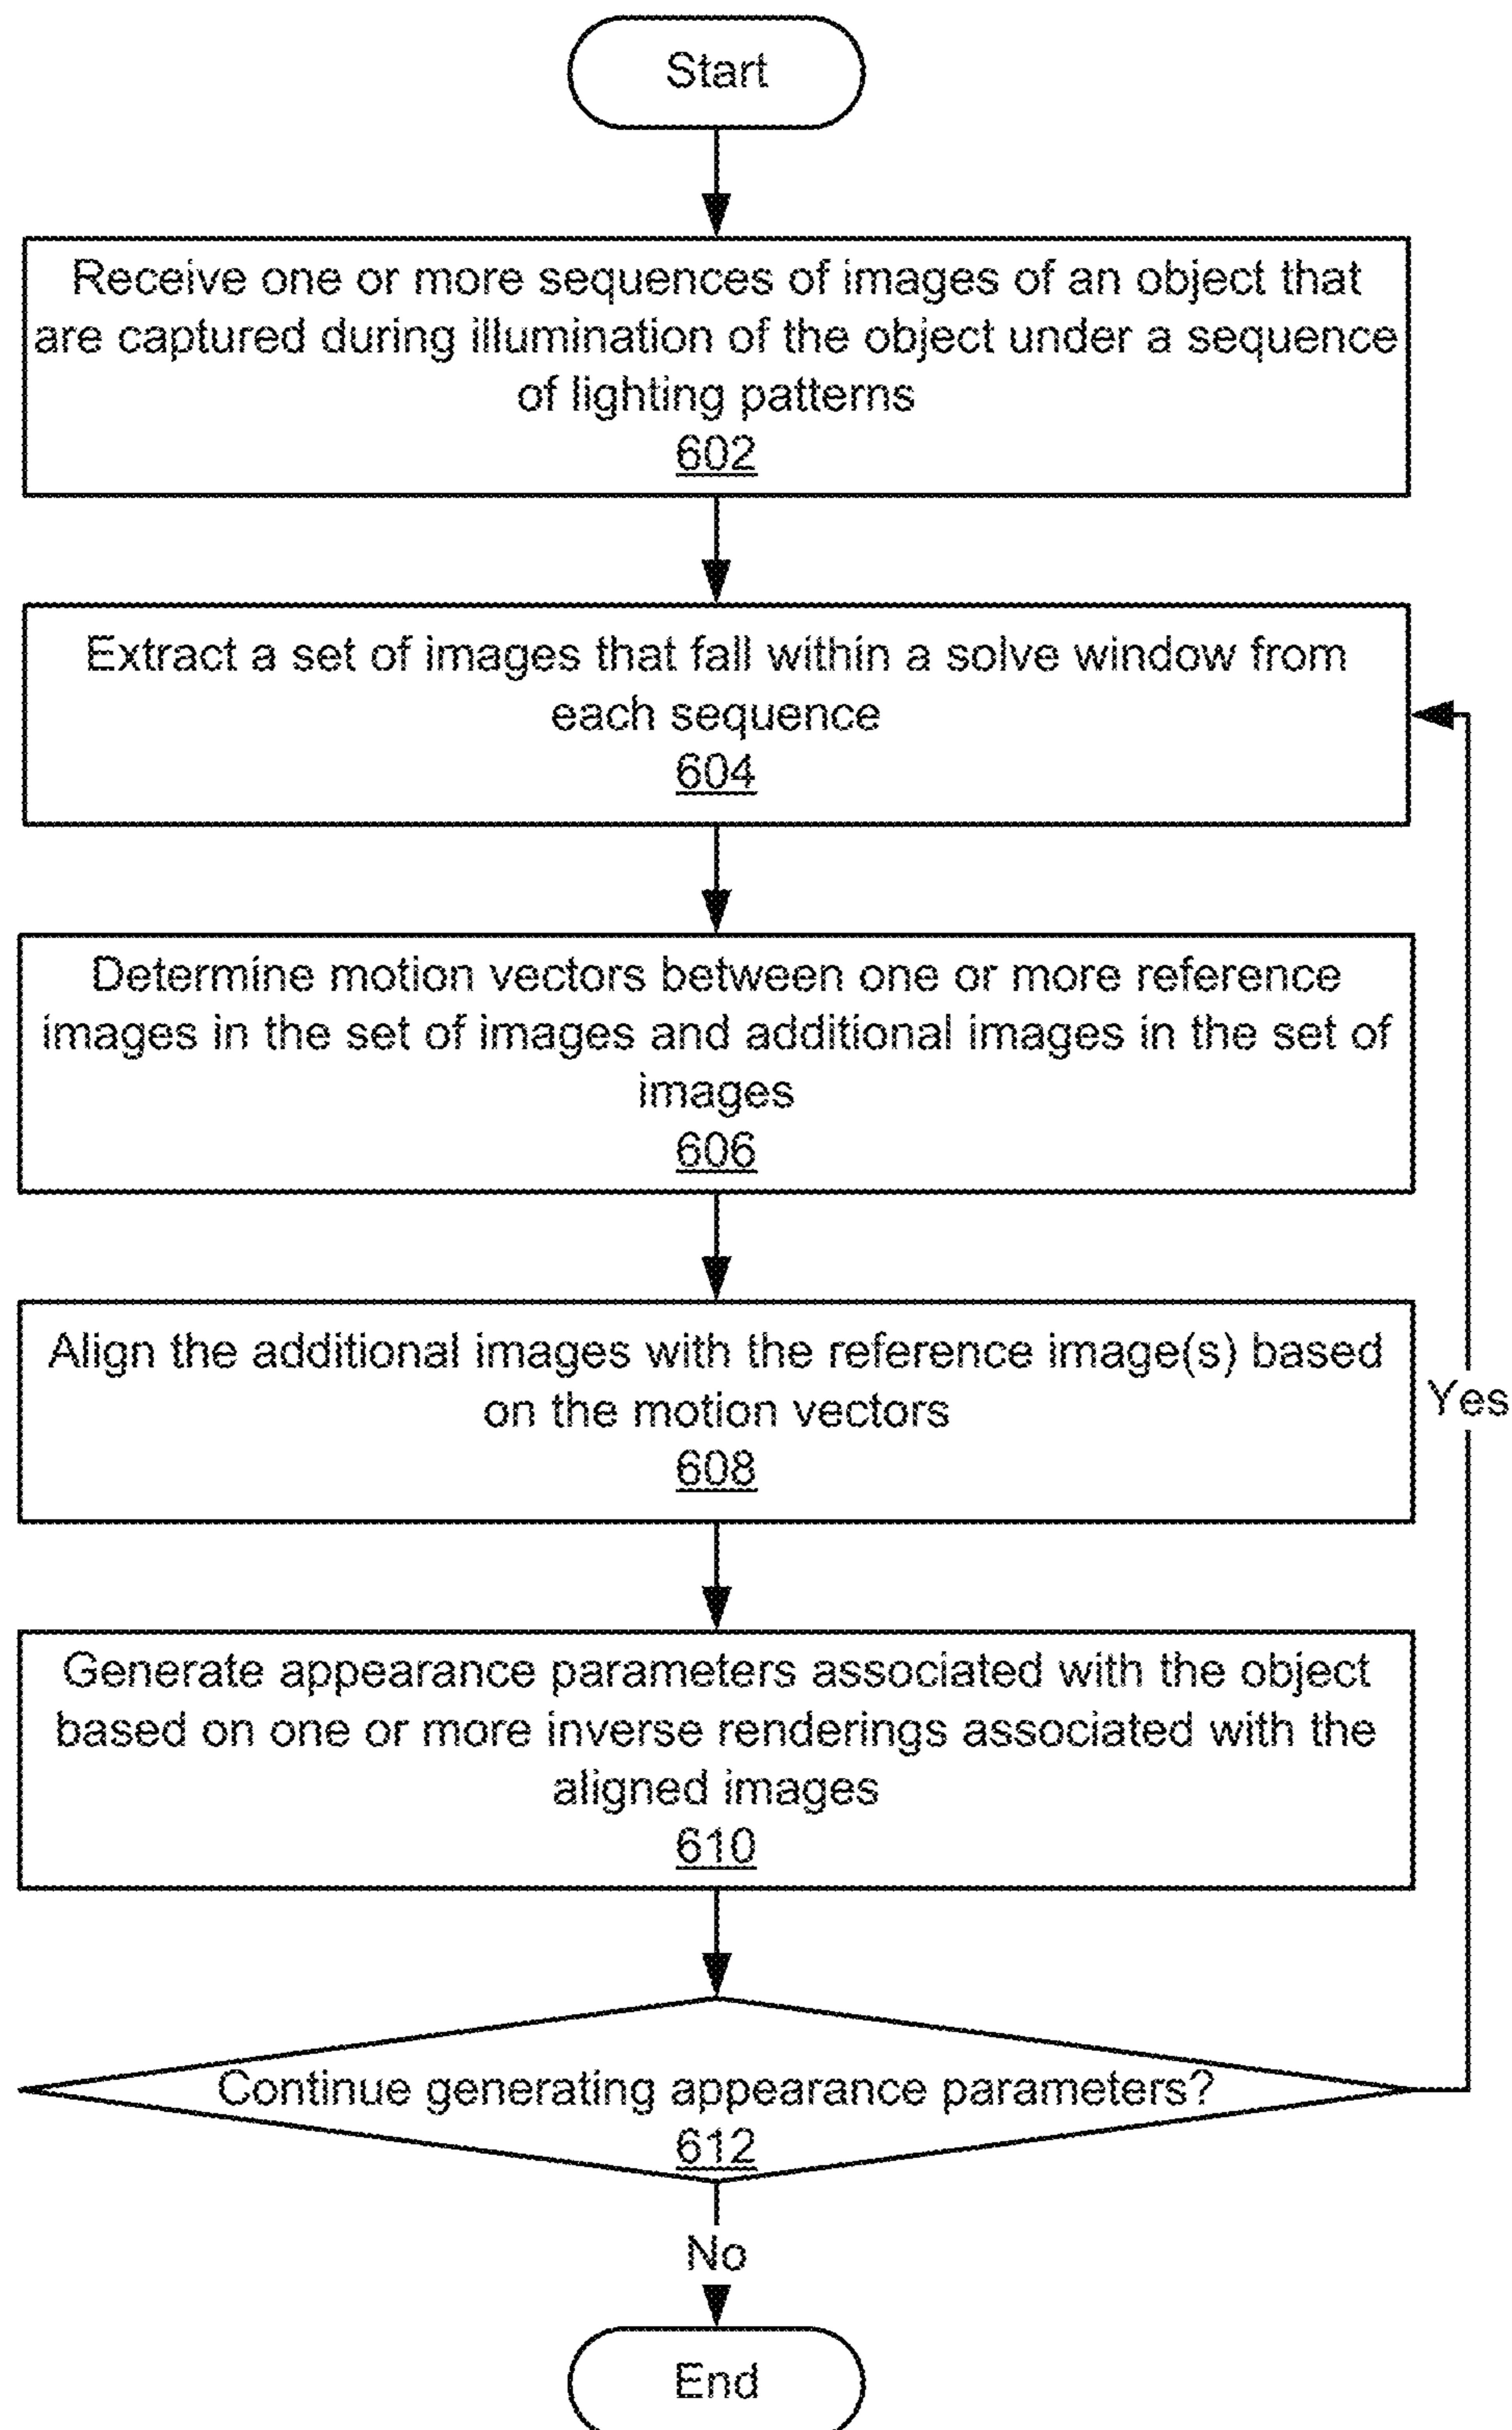 Start
Receive one or more sequences of images of an object that
are captured during illumination of the object under a sequence
of lighting patterns
602
Extract a set of images that fall within a solve window from
each sequence
604
Determine motion vectors between one or more reference
images in the set of images and additional images in the set of
images
606
Align the additional images with the reference image(s) based
on the motion vectors
608
Yes
Generate appearance parameters associated with the object
based on one or more inverse renderings associated with the
aligned images
610
Continue generating appearance parameters?
612
No
End